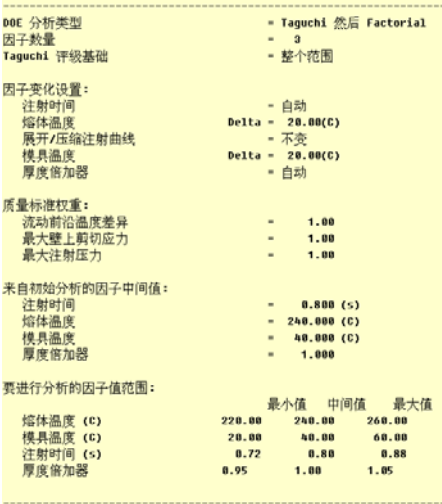 DOE 分析类型 = Taguchi 然后 Factorial
因子数量 = 3
Taguchi 评级基础 = 整个范围
因子变化设置:
注射时间 = 自动
熔体温度 Delta = 20.00(C)
展开/压缩注射曲线 = 不变
模具温度 Delta = 20.00(C)
厚度倍加器 = 自动
质量标准权重:
流动前沿温度差异 = 1.00
最大壁上剪切应力 = 1.00
最大注射压力 = 1.00
来自初始分析的因子中间值:
注射时间 = 0.800 (s)
熔体温度 = 240.000 (C)
模具温度 = 40.000 (C)
厚度倍加器 = 1.000
要进行分析的因子值范围:
最小值 中间值 最大值
熔体温度 (C) 220.00 240.00 260.00
模具温度 (C) 20.00 40.00 60.00
注射时间 (s) 0.72 0.80 0.88
厚度倍加器 0.95 1.00 1.05